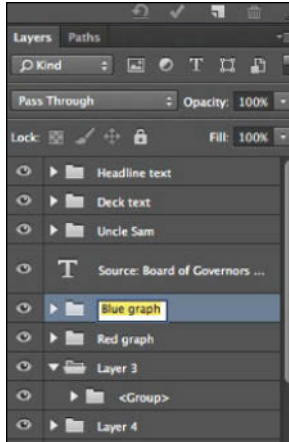 Layers Paths
Kind
Pass Through Opacity: 100%
Lock: Fill: 100%
Headline text
Deck text
Uncle Sam
T Source: Board of Governors ...
Blue graph
Red graph
Layer 3
<Group>
Layer 4